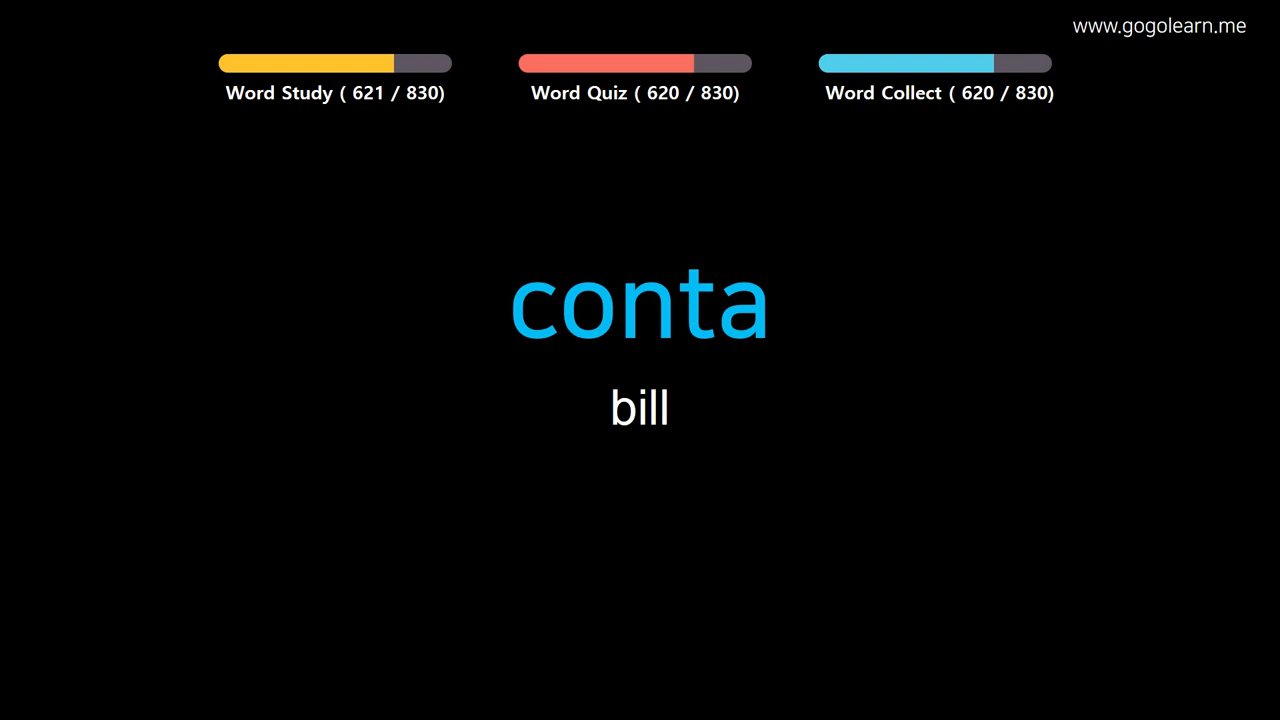 www.gogolearn.me
Word Study ( 621 / 830)
Word Quiz ( 620 / 830)
Word Collect ( 620 / 830)
conta
bill